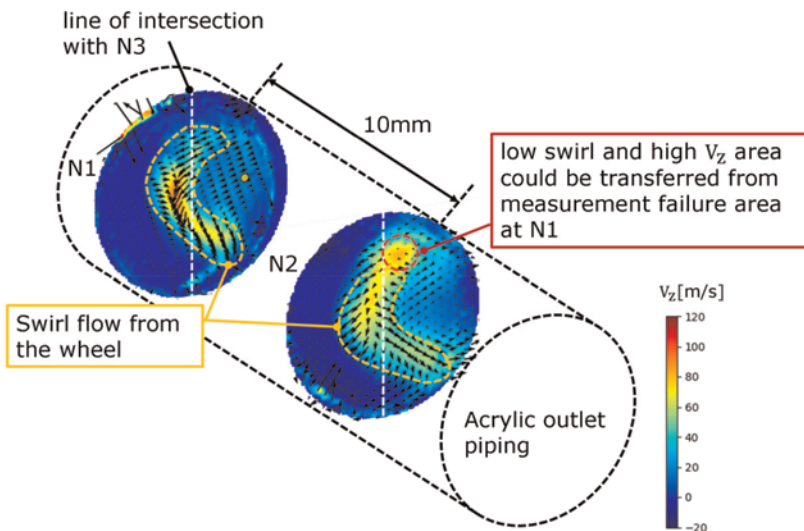 line of intersection
with N3
N1
10mm
low swirl and high V_Z area
could be transferred from
measurement failure area
at N1
N2
Swirl flow from
the wheel
V_Z[m/s]
120
100
80
60
40
20
0
−20
Acrylic outlet
piping